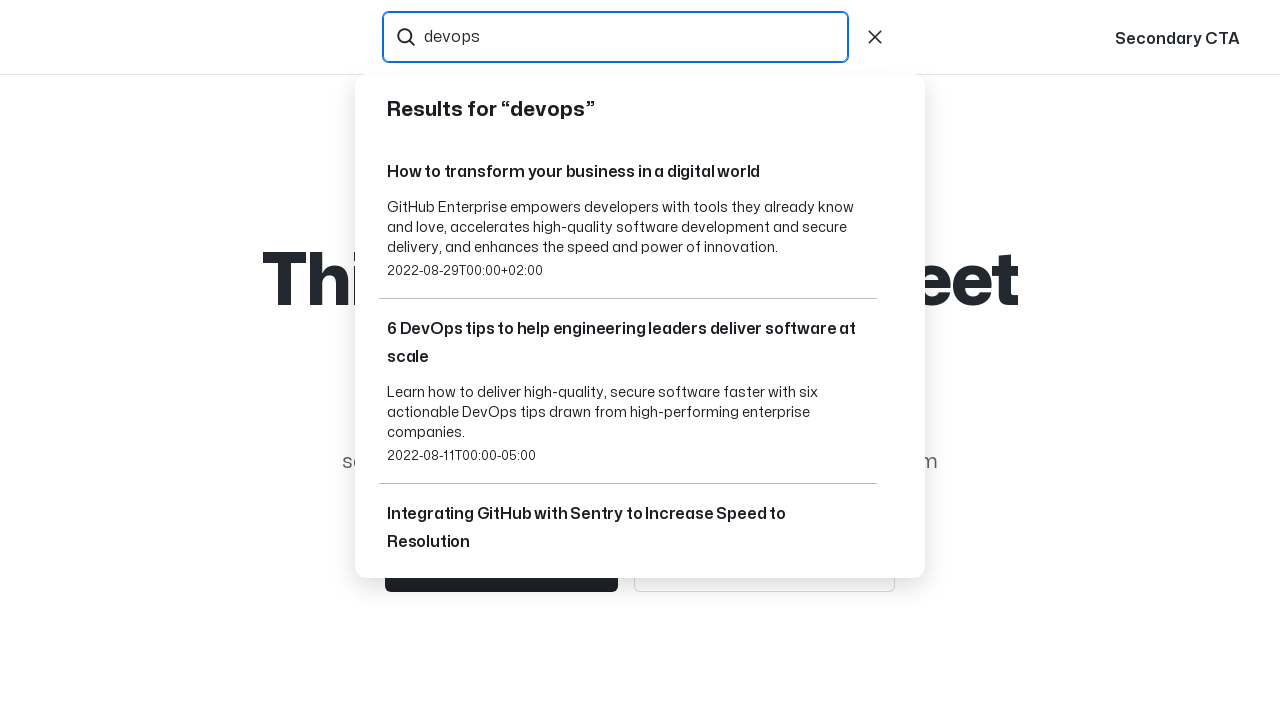 devops
Secondary CTA
Results for “devops”
How to transform your business in a digital world
GitHub Enterprise empowers developers with tools they already know
and love, accelerates high-quality software development and secure
delivery, and enhances the speed and power of innovation.
2022-08-29T00:00+02:00
6 DevOps tips to help engineering leaders deliver software at
scale
Learn how to deliver high-quality, secure software faster with six
actionable DevOps tips drawn from high-performing enterprise
companies.
2022-08-11T00:00-05:00
Integrating GitHub with Sentry to Increase Speed to
Resolution